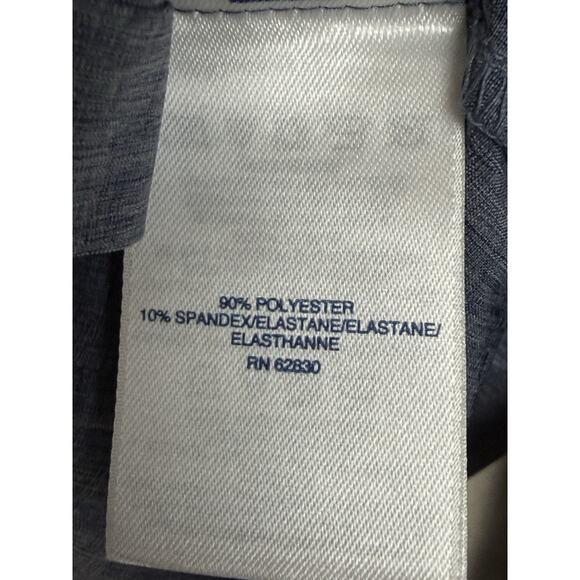 90% POLYESTER
10% SPANDEX/ELASTANE/ELASTANE/
ELASTHANNE
RN 62830